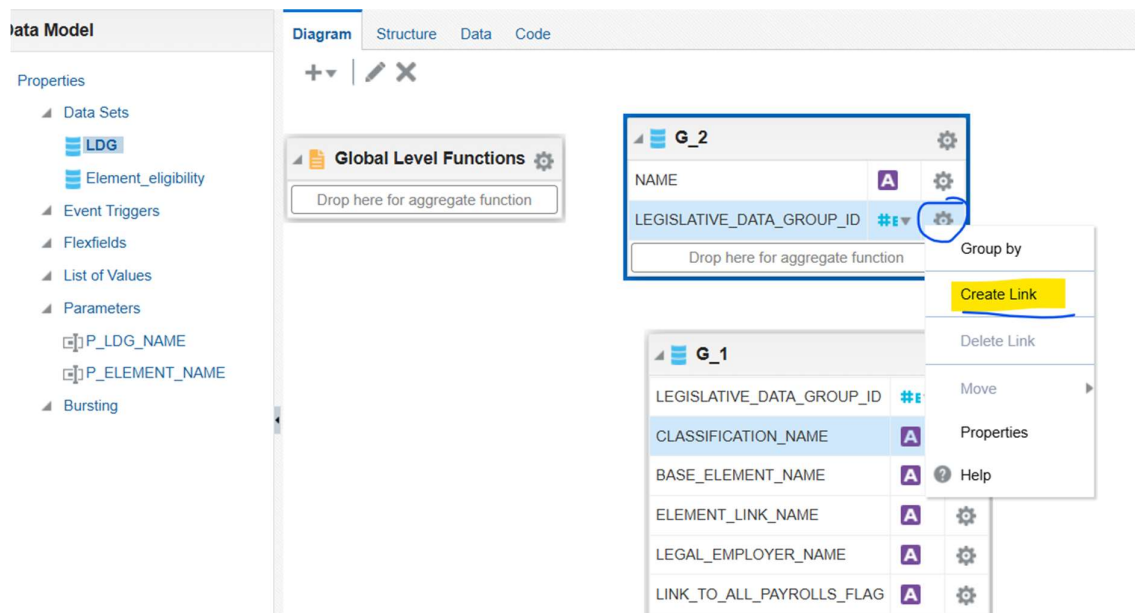 Data Model
Properties
Data Sets
LDG
Element_eligibility
Event Triggers
Flexfields
List of Values
Parameters
P_LDG_NAME
P_ELEMENT_NAME
Bursting
Diagram Structure Data Code
Global Level Functions
Drop here for aggregate function
G_2
NAME A
LEGISLATIVE_DATA_GROUP_ID #E
Drop here for aggregate function
G_1
LEGISLATIVE_DATA_GROUP_ID #E
CLASSIFICATION_NAME A
BASE_ELEMENT_NAME A
ELEMENT_LINK_NAME A
LEGAL_EMPLOYER_NAME A
LINK_TO_ALL_PAYROLLS_FLAG A
Group by
Create Link
Delete Link
Move
Properties
? Help